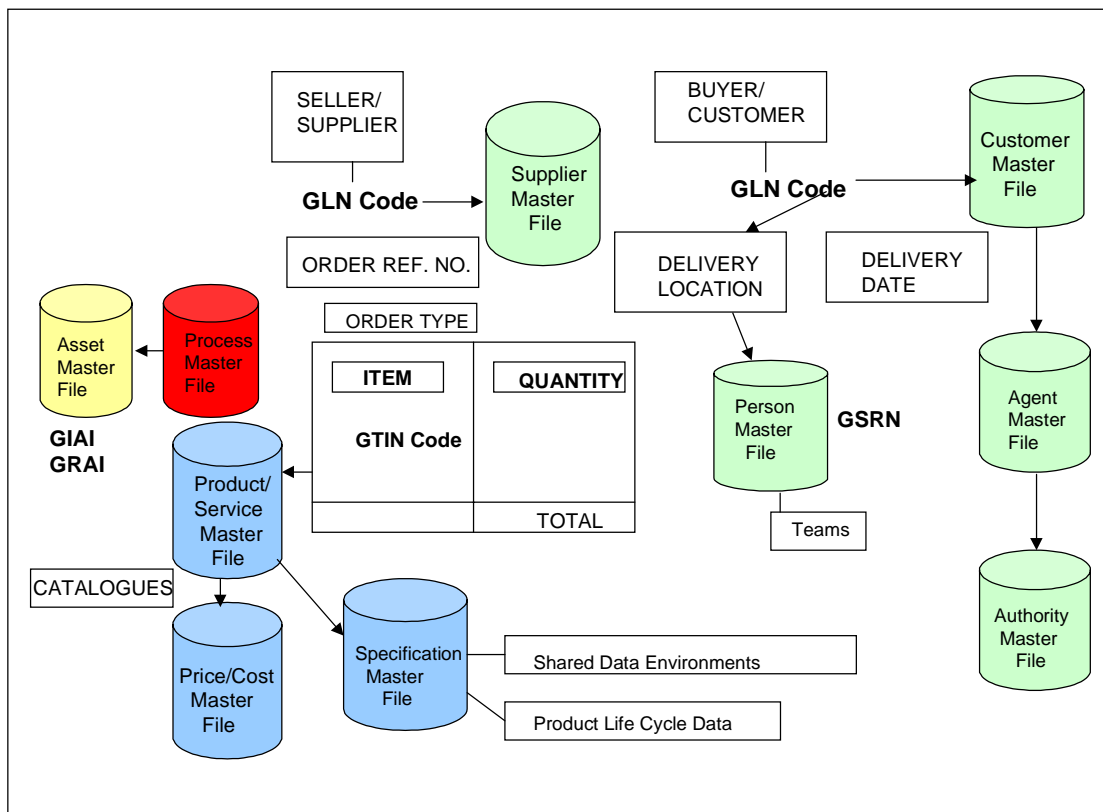 SELLER/
SUPPLIER
BUYER/
CUSTOMER
Customer
Master
File
Supplier
Master
File
GLN Code
GLN Code
ORDER REF. NO.
DELIVERY
LOCATION
DELIVERY
DATE
ORDER TYPE
Asset
Master
File
Process
Master
File
ITEM
QUANTITY
Person
Master
File
GSRN
Agent
Master
File
GIAI
GRAI
GTIN Code
Product/
Service
Master
File
TOTAL
Teams
CATALOGUES
Price/Cost
Master
File
Specification
Master
File
Shared Data Environments
Product Life Cycle Data
Authority
Master
File